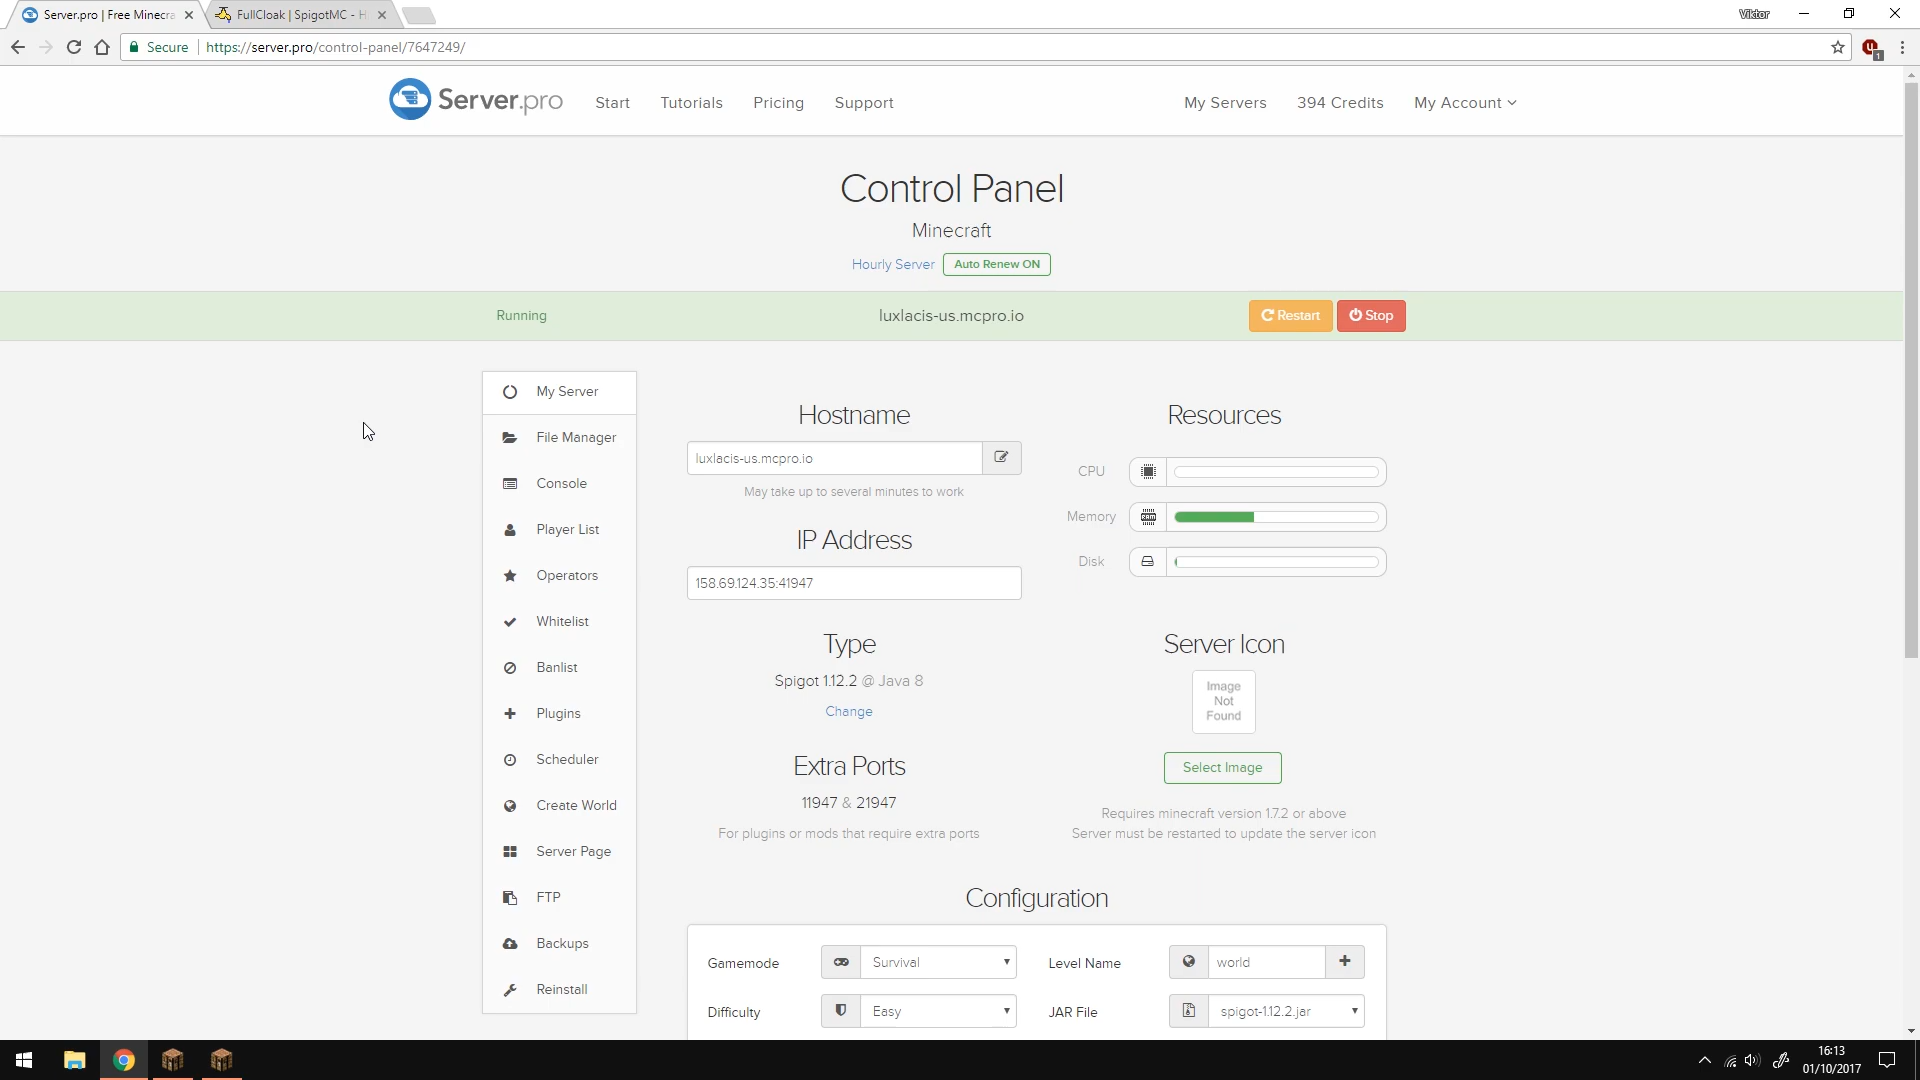 Server.pro | Free Minecra
FullCloak | SpigotMC - H
Viktor
Secure
https://server.pro/control-panel/7647249/
1
Server.pro
Start
Tutorials
Pricing
Support
My Servers
394 Credits
My Account
Control Panel
Minecraft
Hourly Server
Auto Renew ON
Running
luxlacis-us.mcpro.io
Restart
Stop
My Server
File Manager
Console
Player List
Operators
Whitelist
Banlist
Plugins
Scheduler
Create World
Server Page
FTP
Backups
Reinstall
Hostname
luxlacis-us.mcpro.io
May take up to several minutes to work
IP Address
158.69.124.35:41947
Type
Spigot 1.12.2 @ Java 8
Change
Extra Ports
11947 & 21947
For plugins or mods that require extra ports
Resources
CPU
Memory
RAM
Disk
Server Icon
Image
Not
Found
Select Image
Requires minecraft version 1.7.2 or above
Server must be restarted to update the server icon
Configuration
Gamemode
Survival
Level Name
world
Difficulty
Easy
JAR File
spigot-1.12.2.jar
16:13
01/10/2017